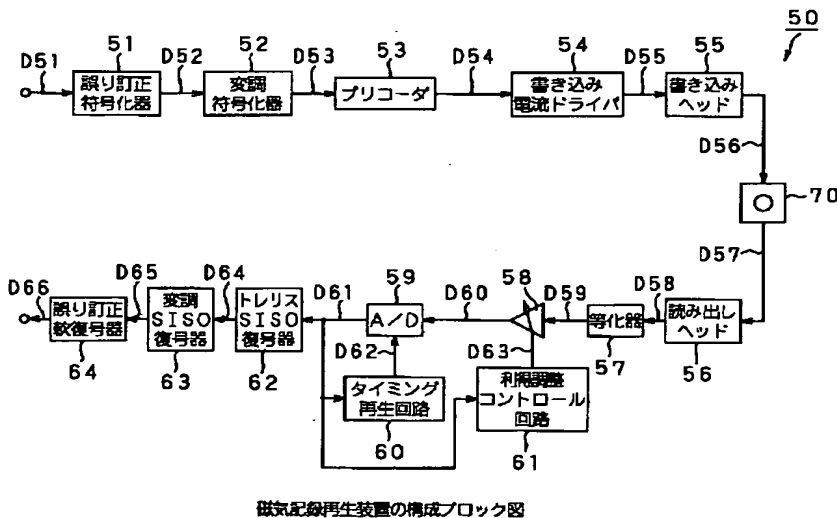 50
51
52
53
54
55
D51
D52
D53
D54
D55
誤り訂正
符号化器
変調
符号化器
プリコーダ
書き込み
電流ドライバ
書き込み
ヘッド
D56
70
D57
D66
D65
D64
D61
59
D60
58
D59
D58
誤り訂正
軟復号器
変調
SISO
復号器
トレリス
SISO
復号器
A/D
等化器
読み出し
ヘッド
64
63
62
D62
D63
57
56
タイミング
再生回路
利得調整
コントロール
回路
60
61
磁気記録再生装置の構成ブロック図